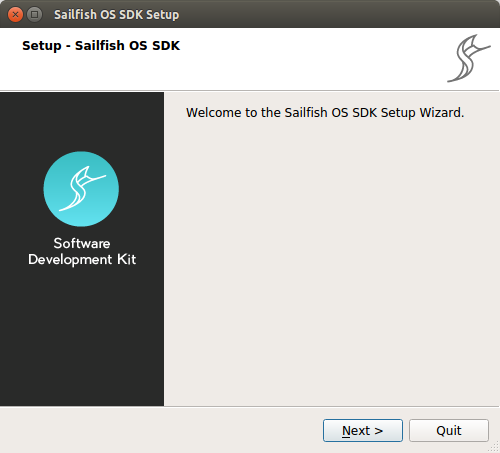 Sailfish OS SDK Setup
Setup - Sailfish OS SDK
Welcome to the Sailfish OS SDK Setup Wizard.
Software
Development Kit
Next >
Quit